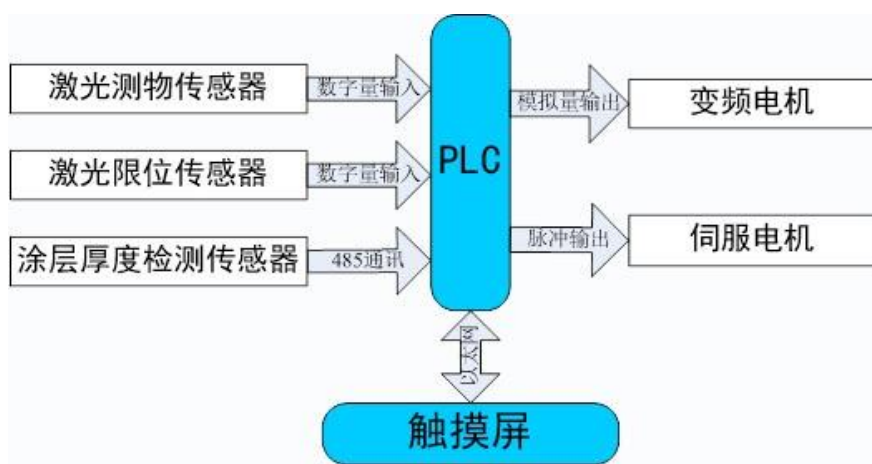 激光测物传感器
数字量输入
激光限位传感器
数字量输入
涂层厚度检测传感器
485通讯
PLC
模拟量输出
变频电机
脉冲输出
伺服电机
以太网
触摸屏